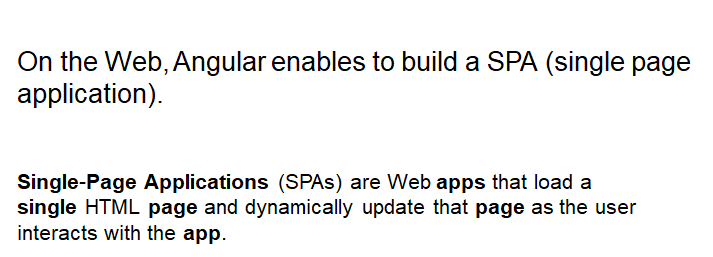 On the Web, Angular enables to build a SPA (single page
application).
Single-Page Applications (SPAs) are Web apps that load a
single HTML page and dynamically update that page as the user
interacts with the app.